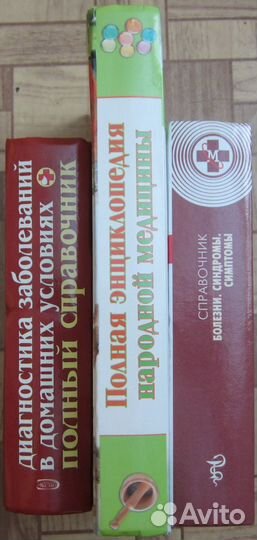 диагностика заболеваний
в домашних условиях
полный справочник
Полная энциклопедия
народной медицины
М
СПРАВОЧНИК
БОЛЕЗНИ. СИНДРОМЫ.
СИМПТОМЫ
Avito